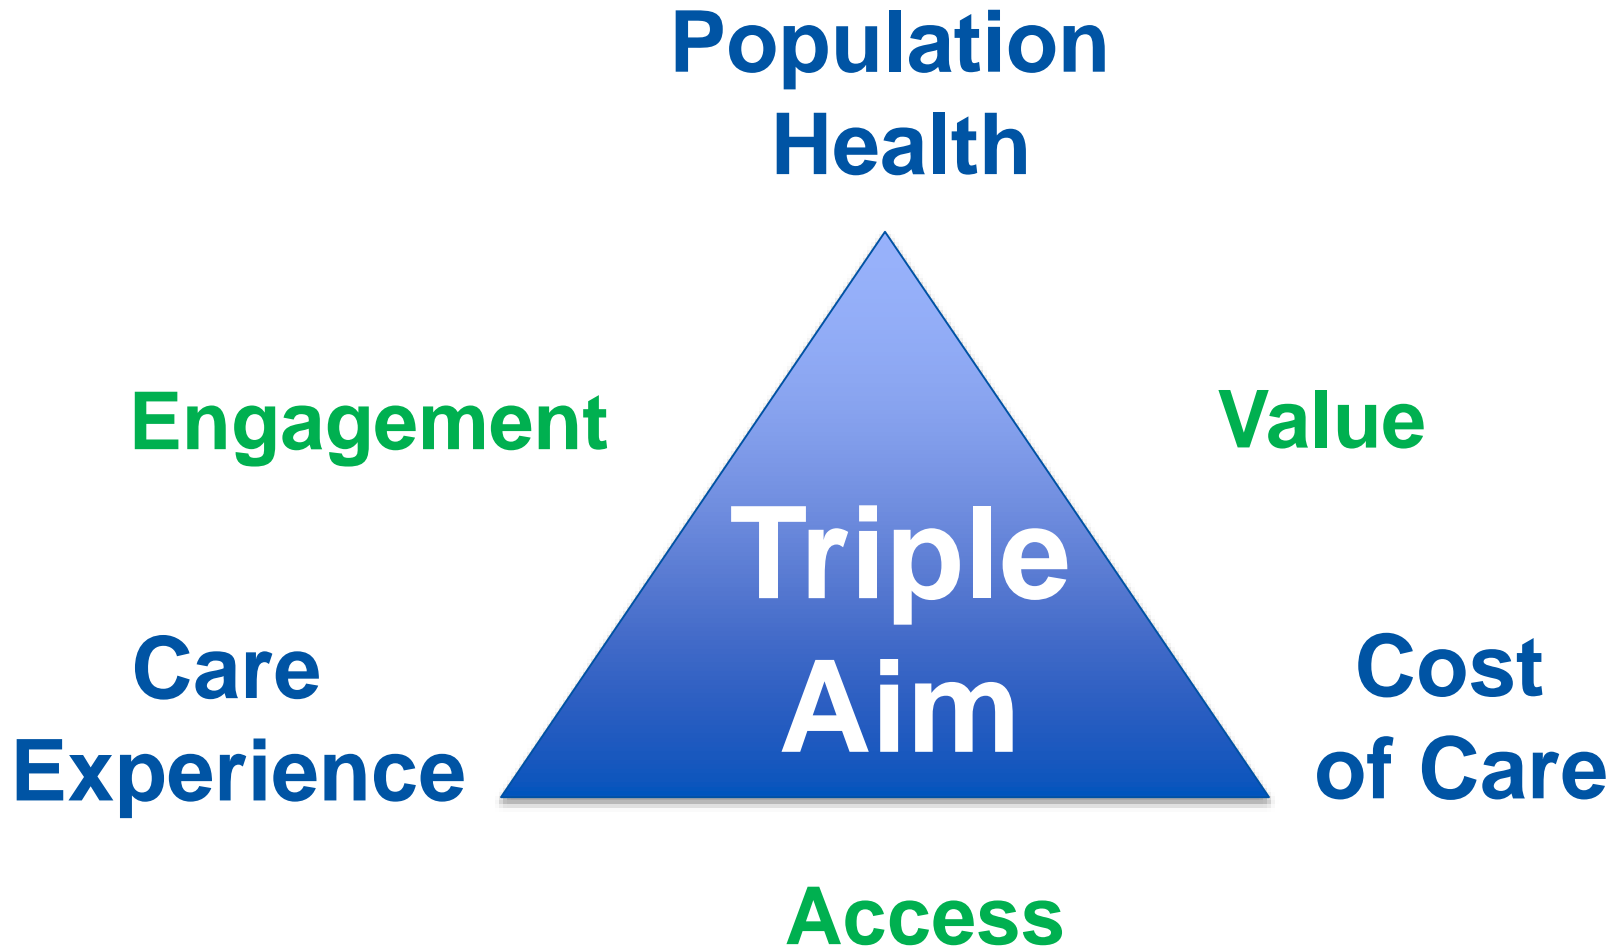 Population
Health
Engagement
Value
Triple
Aim
Care
Experience
Cost
of Care
Access